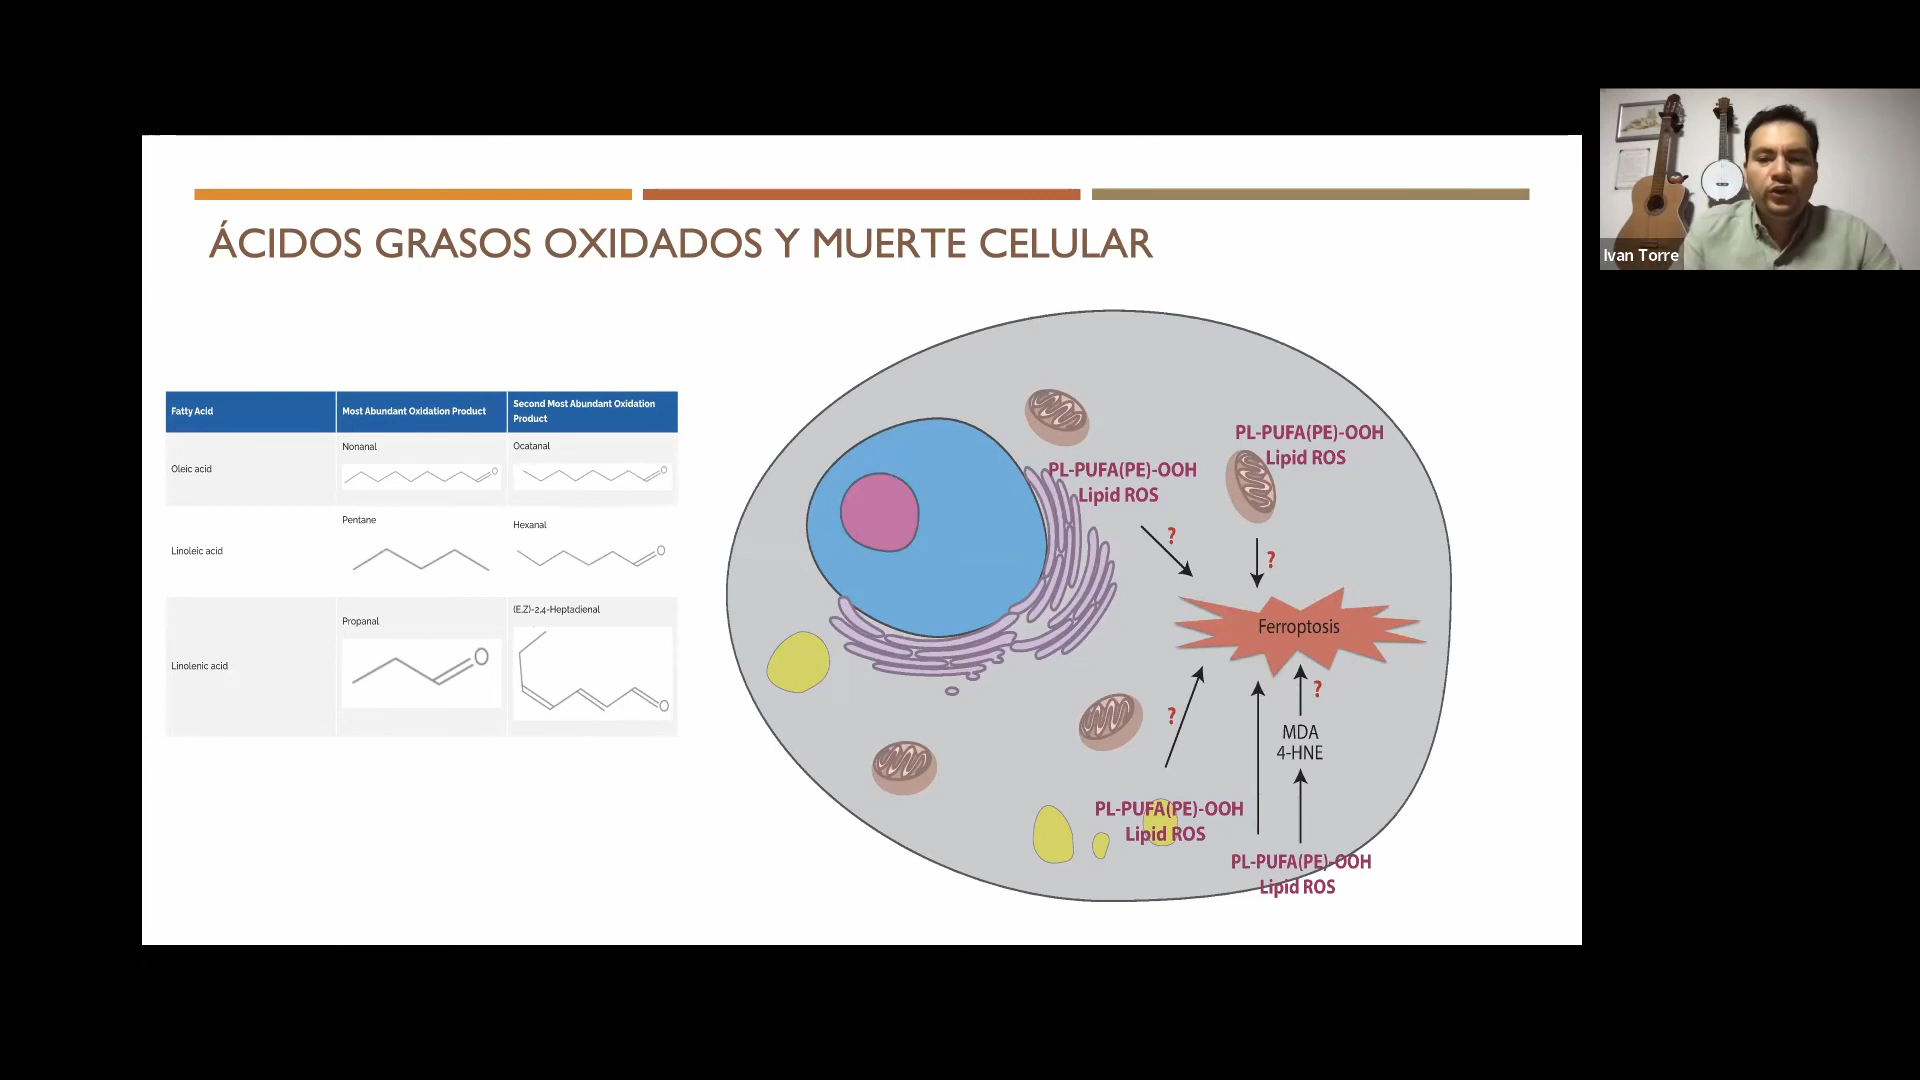 ÁCIDOS GRASOS OXIDADOS Y MUERTE CELULAR
Fatty Acid
Most Abundant Oxidation Product
Second Most Abundant Oxidation
Product
Oleic acid
Nonanal
O
Ocatanal
O
Linoleic acid
Pentane
Hexanal
O
Linolenic acid
Propanal
O
(E,Z)-2,4-Heptadienal
O
PL-PUFA(PE)-OOH
Lipid ROS
PL-PUFA(PE)-OOH
Lipid ROS
?
?
Ferroptosis
?
?
MDA
4-HNE
PL-PUFA(PE)-OOH
Lipid ROS
PL-PUFA(PE)-OOH
Lipid ROS
Ivan Torre